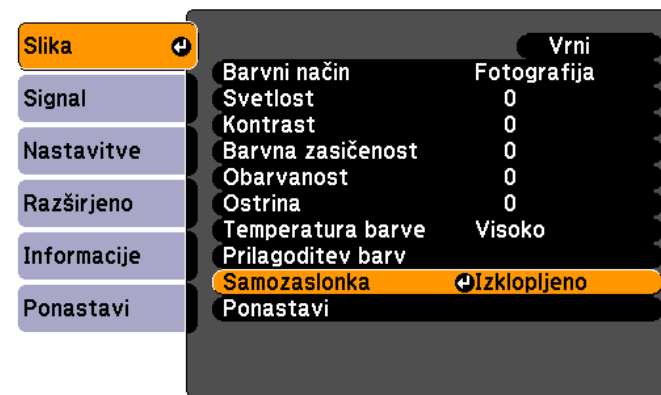 Slika
Signal
Nastavitve
Razširjeno
Informacije
Ponastavi
Vrni
Barvni način Fotografija
Svetlost 0
Kontrast 0
Barvna zasičenost 0
Obarvanost 0
Ostrina 0
Temperatura barve Visoko
Prilagoditev barv
Samozaslonka Izklopljeno
Ponastavi